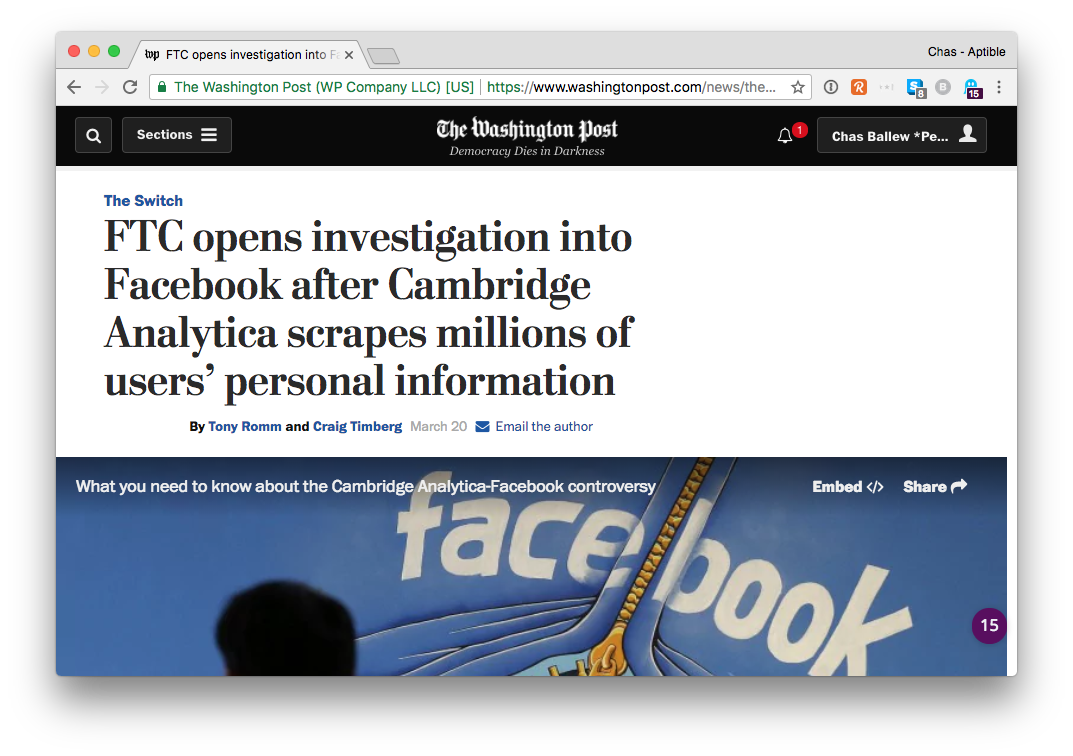 wp FTC opens investigation into Fa
Chas - Aptible
The Washington Post (WP Company LLC) [US] https://www.washingtonpost.com/news/the...
R
S
8
B
15
Sections
The Washington Post
Democracy Dies in Darkness
1
Chas Ballew *Pe...
The Switch
FTC opens investigation into
Facebook after Cambridge
Analytica scrapes millions of
users’ personal information
By Tony Romm and Craig Timberg March 20 Email the author
What you need to know about the Cambridge Analytica-Facebook controversy
Embed </> Share
facebook
15